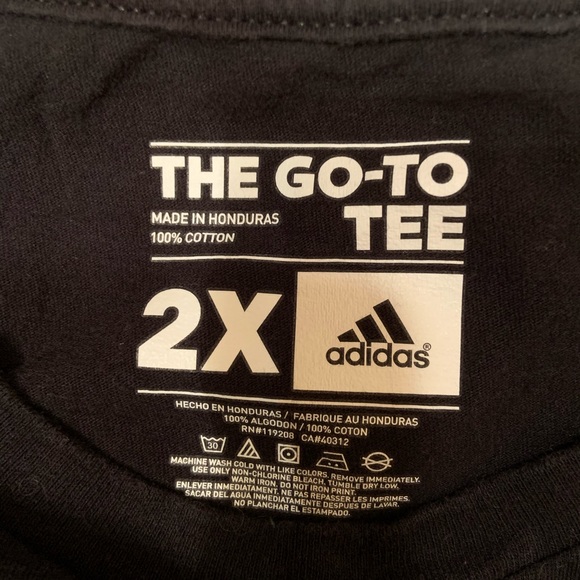 THE GO-TO
MADE IN HONDURAS
100% COTTON
TEE
2X
adidas®
HECHO EN HONDURAS / FABRIQUE AU HONDURAS
100% ALGODON / 100% COTON
RN#119208 CA#40312
30
MACHINE WASH COLD WITH LIKE COLORS. REMOVE IMMEDIATELY.
USE ONLY NON-CHLORINE BLEACH, TUMBLE DRY LOW,
WARM IRON. DO NOT IRON PRINT.
ENLEVER INMEDIATAMENT. NE PAS REPASSER LES IMPRIMES.
SACAR DEL AGUA INMEDIATAMENTE DESPUES DE LAVAR.
NO PLANCHAR EL ESTAMPADO.